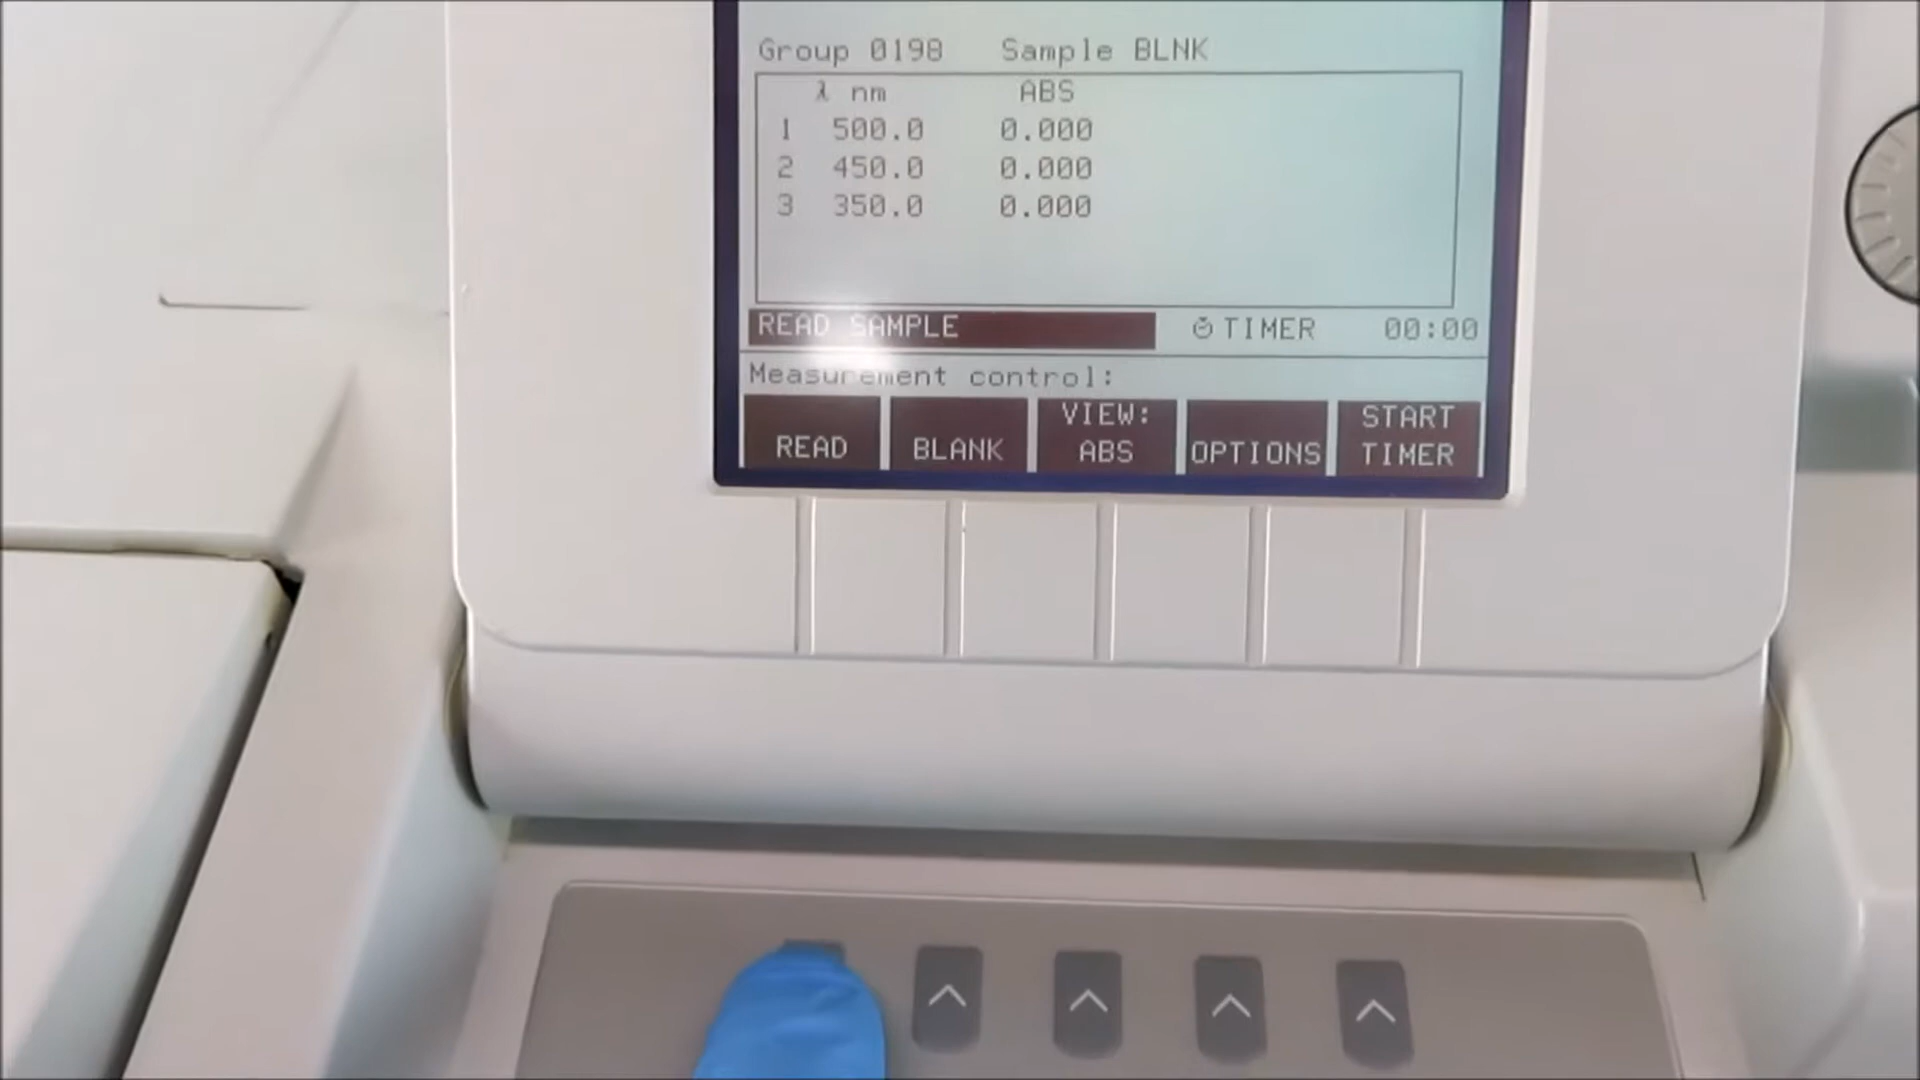 Group 0198 Sample BLNK
λ nm ABS
1 500.0 0.000
2 450.0 0.000
3 350.0 0.000
READ SAMPLE TIMER 00:00
Measurement control:
READ BLANK VIEW: ABS OPTIONS START TIMER